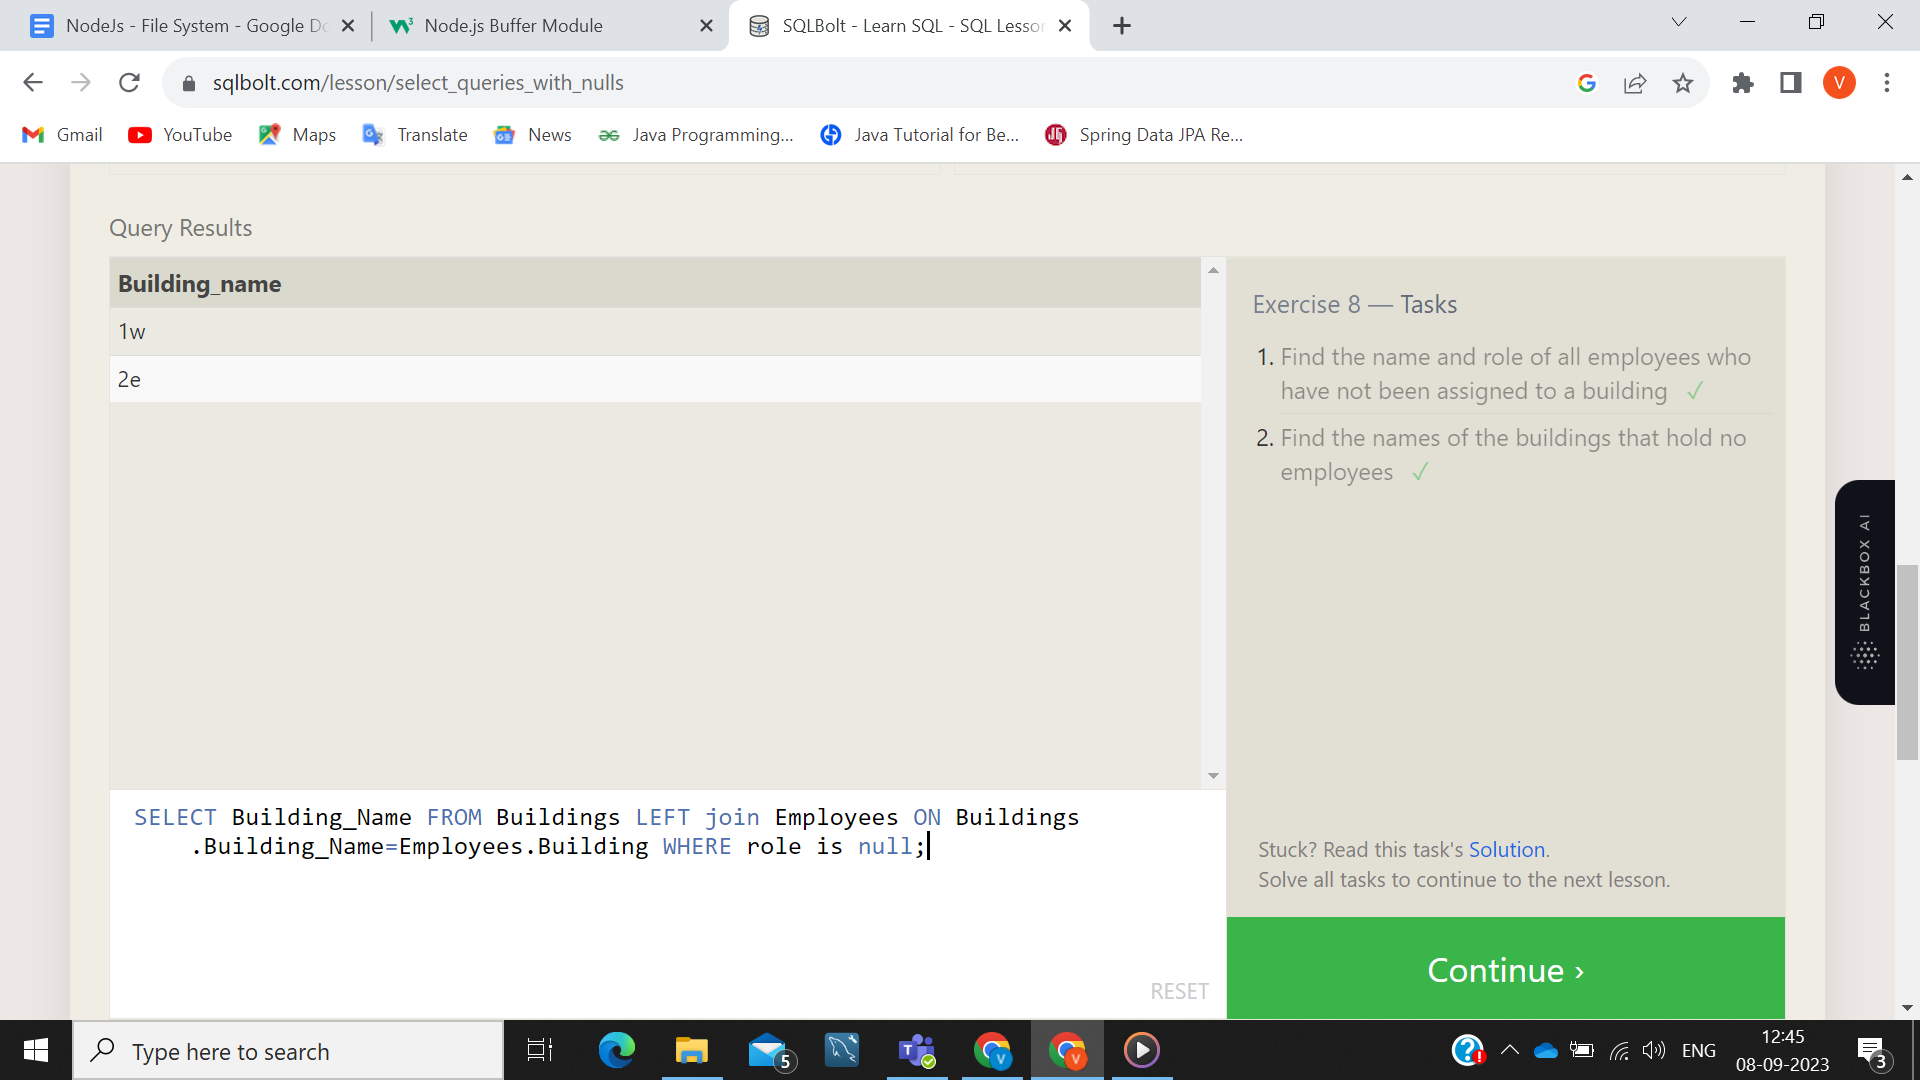 NodeJs - File System - Google Do
Node.js Buffer Module
SQLBolt - Learn SQL - SQL Lesson
sqlbolt.com/lesson/select_queries_with_nulls
V
Gmail
YouTube
Maps
Translate
News
Java Programming...
Java Tutorial for Be...
Spring Data JPA Re...
Query Results
Building_name
1w
2e
Exercise 8 — Tasks
1. Find the name and role of all employees who
have not been assigned to a building ✓
2. Find the names of the buildings that hold no
employees ✓
BLACKBOX AI
SELECT Building_Name FROM Buildings LEFT join Employees ON Buildings
.Building_Name=Employees.Building WHERE role is null;
Stuck? Read this task's Solution.
Solve all tasks to continue to the next lesson.
RESET
Continue ›
Type here to search
5
T
V
V
ENG
12:45
08-09-2023
3